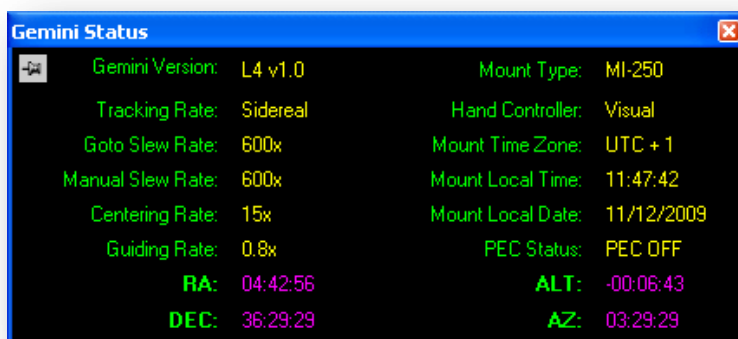 Gemini Status
Gemini Version: L4 v1.0 Mount Type: MI-250
Tracking Rate: Sidereal Hand Controller: Visual
Goto Slew Rate: 600x Mount Time Zone: UTC + 1
Manual Slew Rate: 600x Mount Local Time: 11:47:42
Centering Rate: 15x Mount Local Date: 11/12/2009
Guiding Rate: 0.8x PEC Status: PEC OFF
RA: 04:42:56 ALT: -00:06:43
DEC: 36:29:29 AZ: 03:29:29